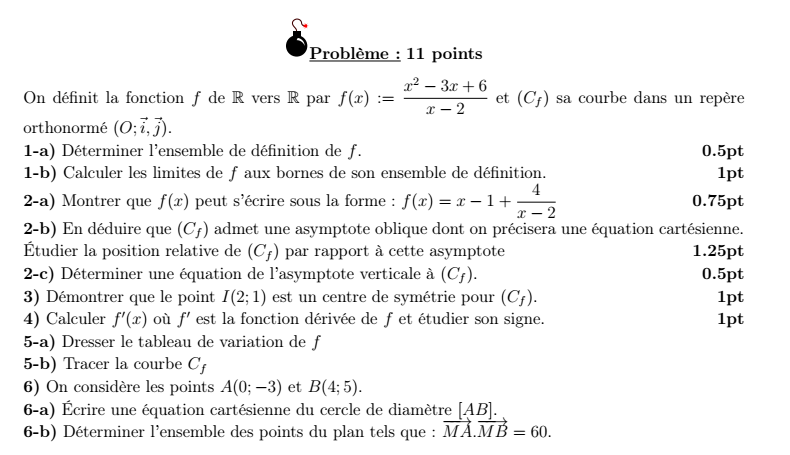 Problème : 11 points
On définit la fonction f de ℝ vers ℝ par f(x) := (x² − 3x + 6)/(x − 2) et (C_f) sa courbe dans un repère
orthonormé (O; i⃗, j⃗).
1-a) Déterminer l'ensemble de définition de f. 0.5pt
1-b) Calculer les limites de f aux bornes de son ensemble de définition. 1pt
2-a) Montrer que f(x) peut s'écrire sous la forme : f(x) = x − 1 + 4/(x − 2) 0.75pt
2-b) En déduire que (C_f) admet une asymptote oblique dont on précisera une équation cartésienne.
Étudier la position relative de (C_f) par rapport à cette asymptote 1.25pt
2-c) Déterminer une équation de l'asymptote verticale à (C_f). 0.5pt
3) Démontrer que le point I(2; 1) est un centre de symétrie pour (C_f). 1pt
4) Calculer f′(x) où f′ est la fonction dérivée de f et étudier son signe. 1pt
5-a) Dresser le tableau de variation de f
5-b) Tracer la courbe C_f
6) On considère les points A(0; −3) et B(4; 5).
6-a) Écrire une équation cartésienne du cercle de diamètre [AB].
6-b) Déterminer l'ensemble des points du plan tels que : M⃗A⃗.M⃗B⃗ = 60.